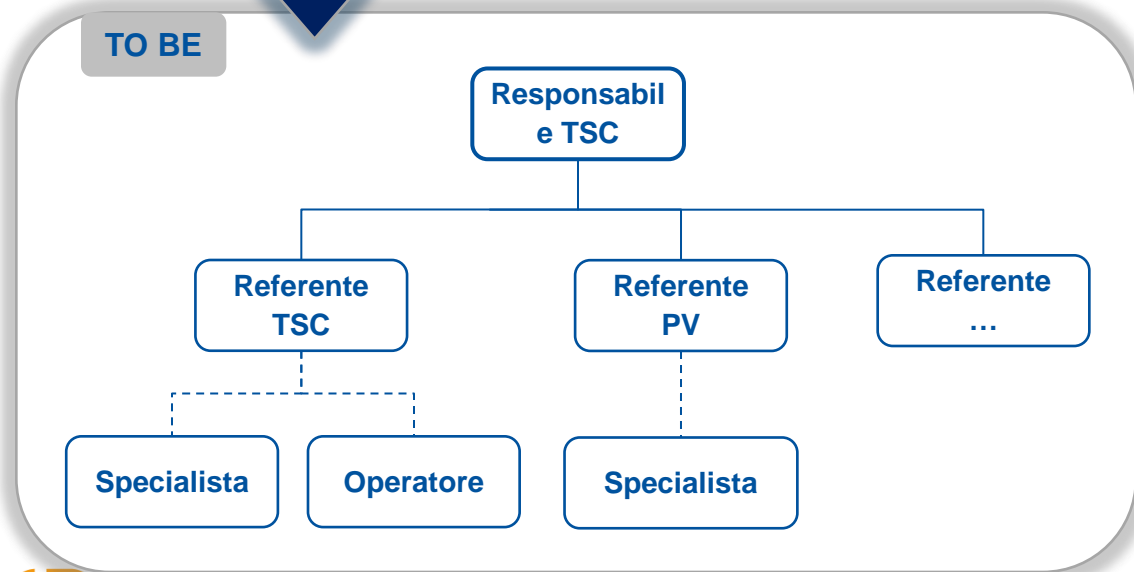 TO BE
Responsabil
e TSC
Referente
TSC
Referente
PV
Referente
…
Specialista
Operatore
Specialista